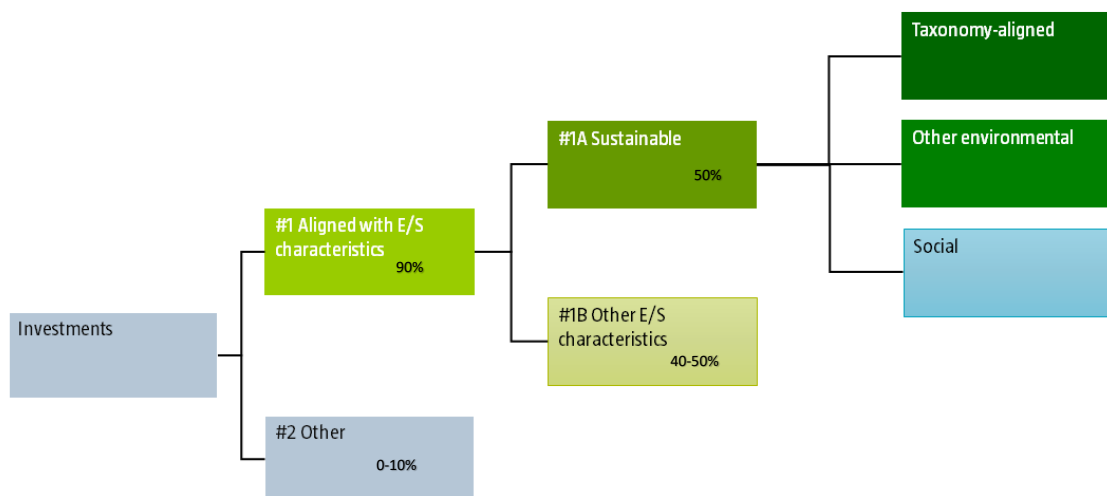 Taxonomy-aligned
#1A Sustainable
50%
Other environmental
#1 Aligned with E/S
characteristics
90%
Social
#1B Other E/S
characteristics
40-50%
Investments
#2 Other
0-10%